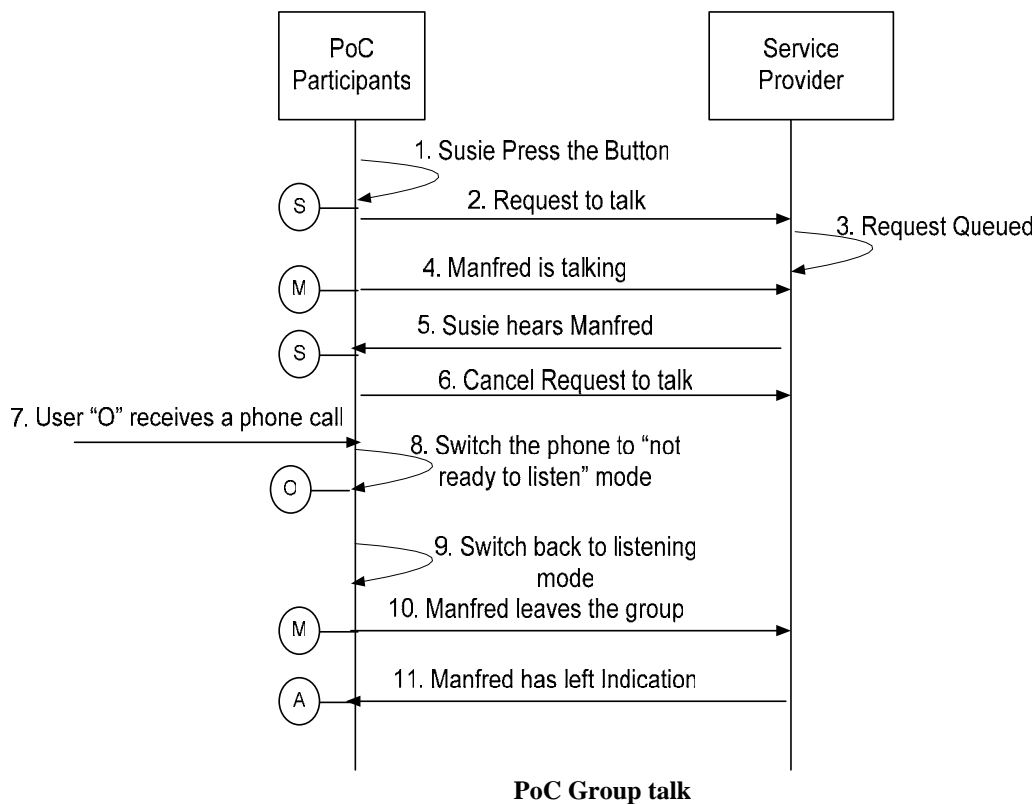 PoC
Participants
Service
Provider
1. Susie Press the Button
S
2. Request to talk
3. Request Queued
4. Manfred is talking
M
5. Susie hears Manfred
S
6. Cancel Request to talk
7. User “O” receives a phone call
8. Switch the phone to “not
ready to listen” mode
O
9. Switch back to listening
mode
10. Manfred leaves the group
M
11. Manfred has left Indication
A
PoC Group talk